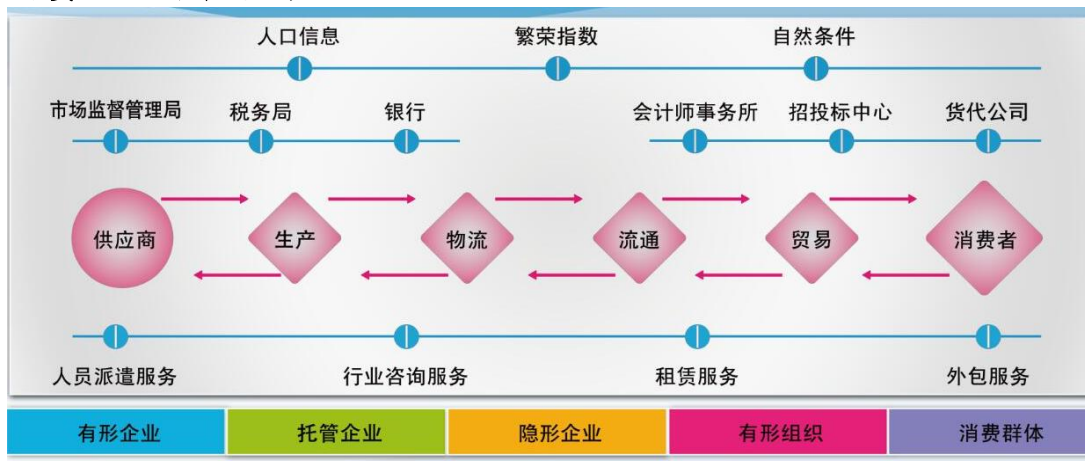 人口信息 繁荣指数 自然条件
市场监督管理局 税务局 银行 会计师事务所 招投标中心 货代公司
供应商 生产 物流 流通 贸易 消费者
人员派遣服务 行业咨询服务 租赁服务 外包服务
有形企业 托管企业 隐形企业 有形组织 消费群体